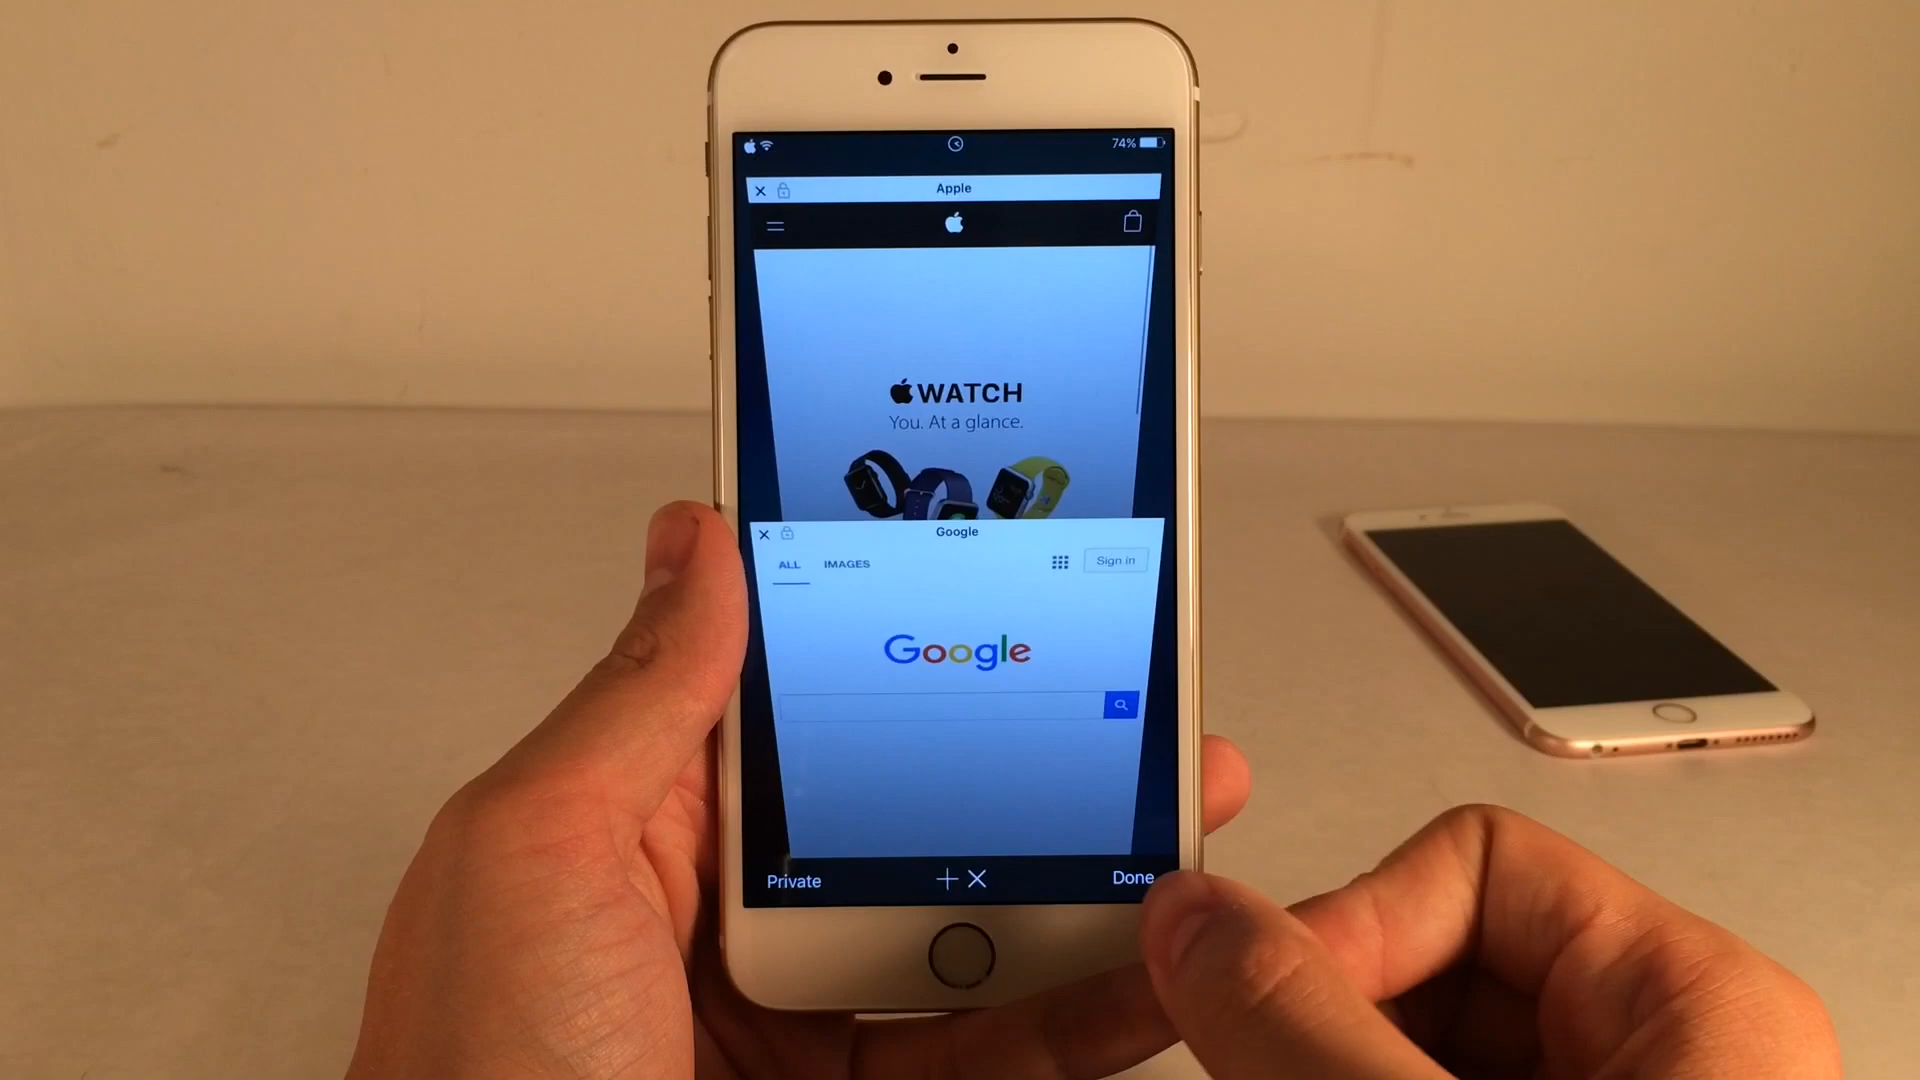 74%
Apple
WATCH
You. At a glance.
Google
ALL IMAGES Sign in
Google
Private Done